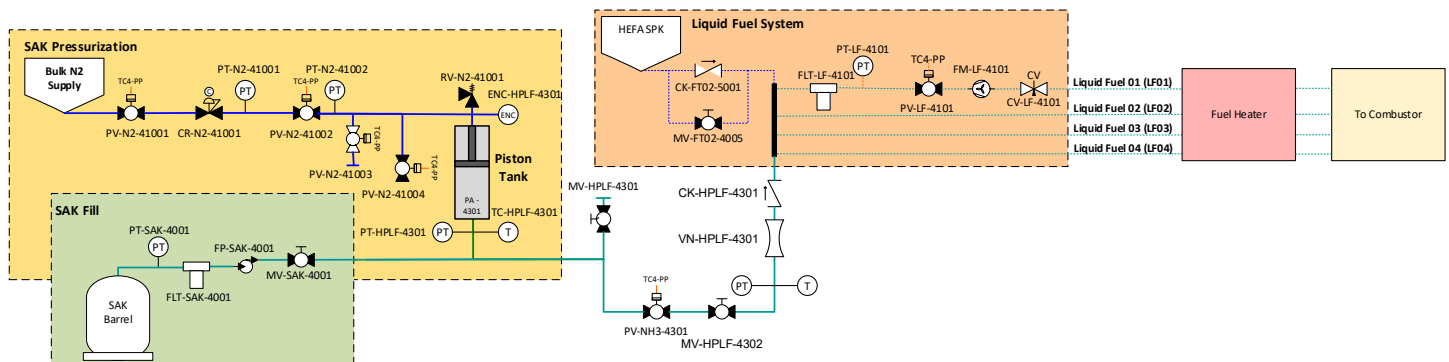 SAK Pressurization
Bulk N2
Supply
TC4-PP
PV-N2-41001
C
CR-N2-41001
PT-N2-41001
PT
TC4-PP
PV-N2-41002
PT-N2-41002
PT
TC4-PP
PV-N2-41003
TC4-PP
PV-N2-41004
RV-N2-41001
ENC-HPLF-4301
ENC
Piston
Tank
PA -
4301
TC-HPLF-4301
PT-HPLF-4301
PT
T
SAK Fill
PT-SAK-4001
PT
FP-SAK-4001
MV-SAK-4001
FLT-SAK-4001
SAK
Barrel
MV-HPLF-4301
TC4-PP
PV-NH3-4301
MV-HPLF-4302
PT
T
VN-HPLF-4301
CK-HPLF-4301
Liquid Fuel System
HEFA SPK
CK-FT02-5001
MV-FT02-4005
FLT-LF-4101
PT-LF-4101
PT
TC4-PP
PV-LF-4101
FM-LF-4101
CV
CV-LF-4101
Liquid Fuel 01 (LF01)
Liquid Fuel 02 (LF02)
Liquid Fuel 03 (LF03)
Liquid Fuel 04 (LF04)
Fuel Heater
To Combustor